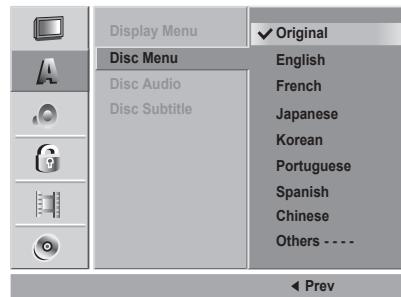 Display Menu
Disc Menu
Disc Audio
Disc Subtitle
✔ Original
English
French
Japanese
Korean
Portuguese
Spanish
Chinese
Others - - - -
◀ Prev